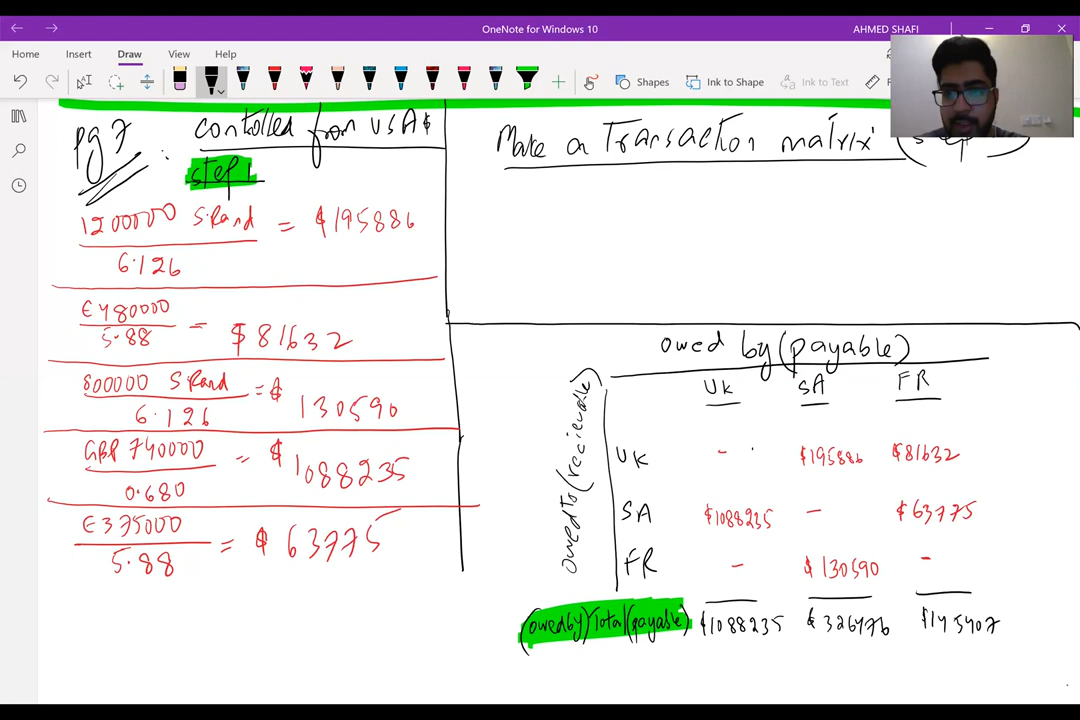 OneNote for Windows 10
AHMED SHAFI
Home Insert Draw View Help
Shapes Ink to Shape Ink to Text
Pg 7
controlled from USA $
step 1
1200000 S.Rand = $195886
6.126
€480000 = $81632
5.88
800000 S Rand = $130590
6.126
GBP 740000 = $1088235
0.680
€375000 = $63775
5.88
Make a Transaction matrix (step
owed by (payable)
owed to (recievable)
UK SA FR
UK - $195886 $81632
SA $1088235 - $63775
FR - $130590 -
(owed by) Total (payable) $1088235 $326476 $145407